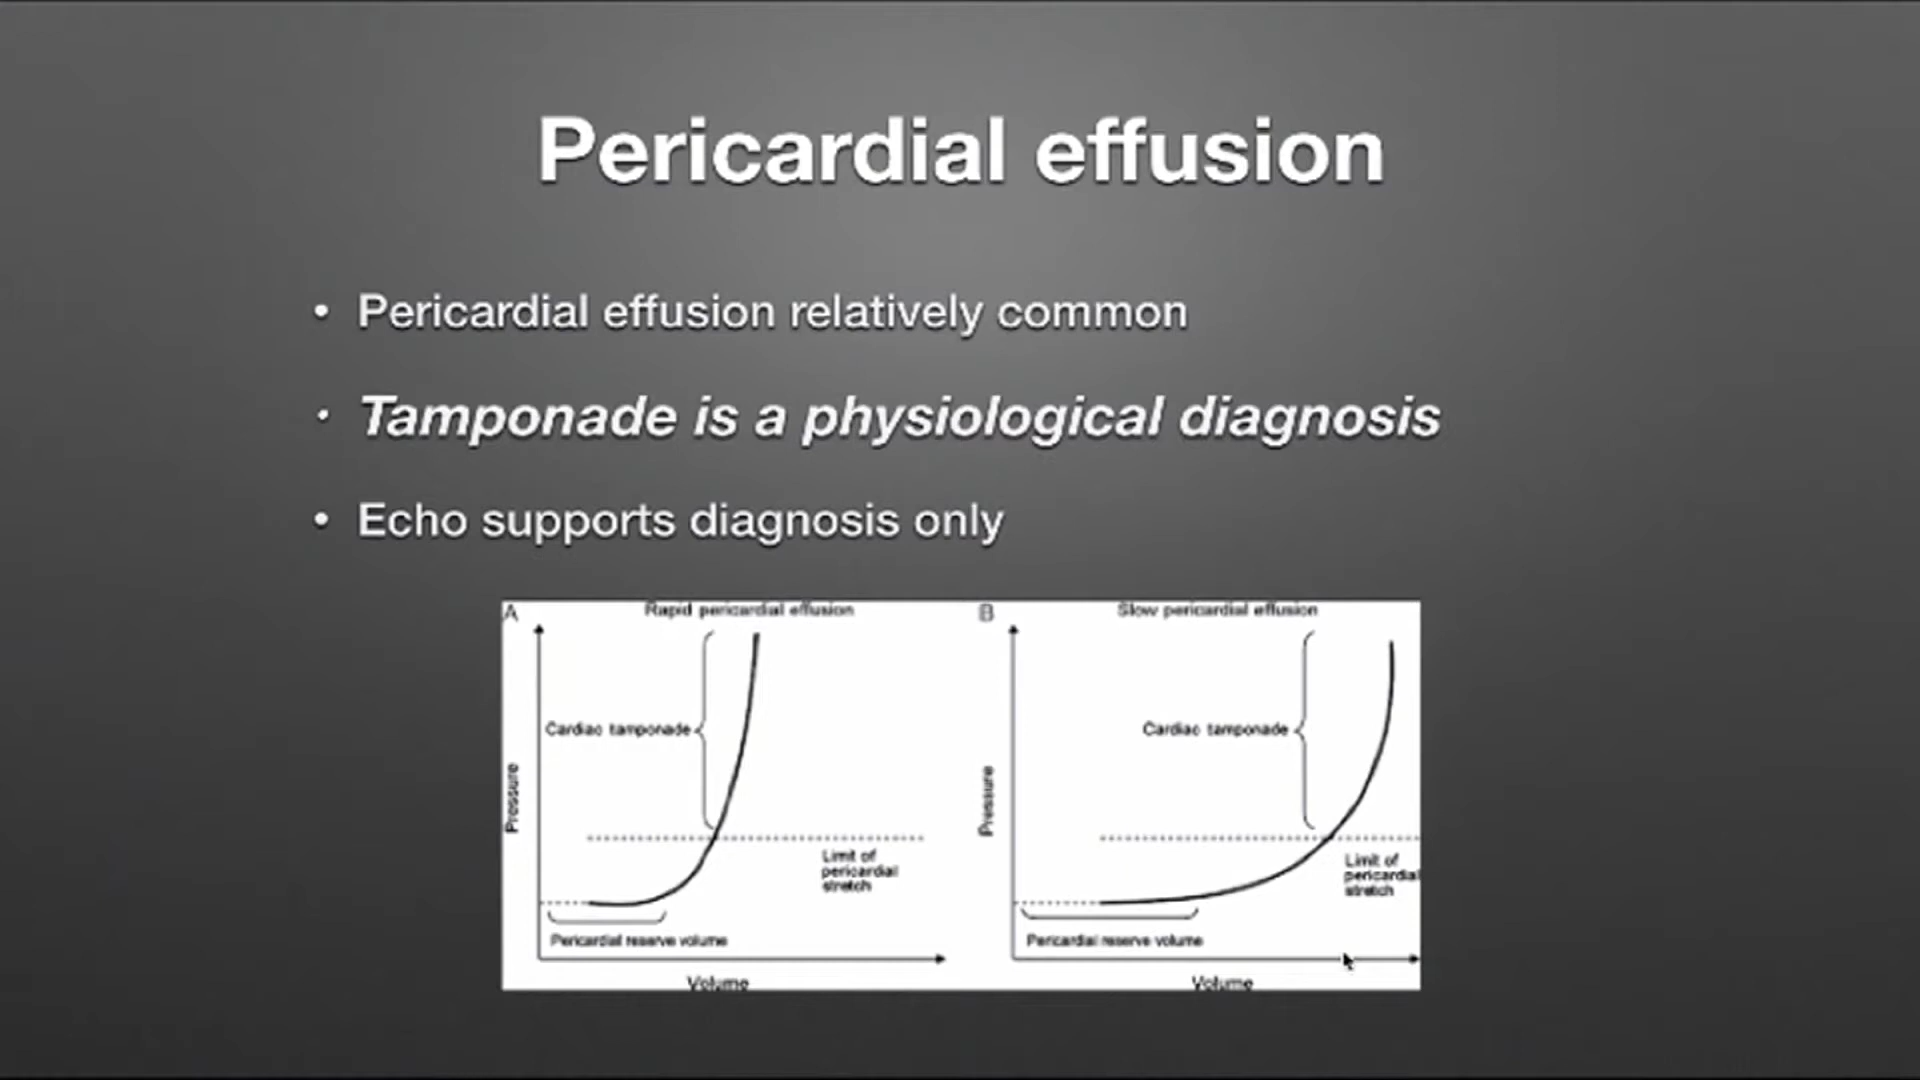 Pericardial effusion
• Pericardial effusion relatively common
• Tamponade is a physiological diagnosis
• Echo supports diagnosis only
A
Rapid pericardial effusion
Cardiac tamponade
Pressure
Limit of
pericardial
stretch
Pericardial reserve volume
Volume
B
Slow pericardial effusion
Cardiac tamponade
Pressure
Limit of
pericardial
stretch
Pericardial reserve volume
Volume